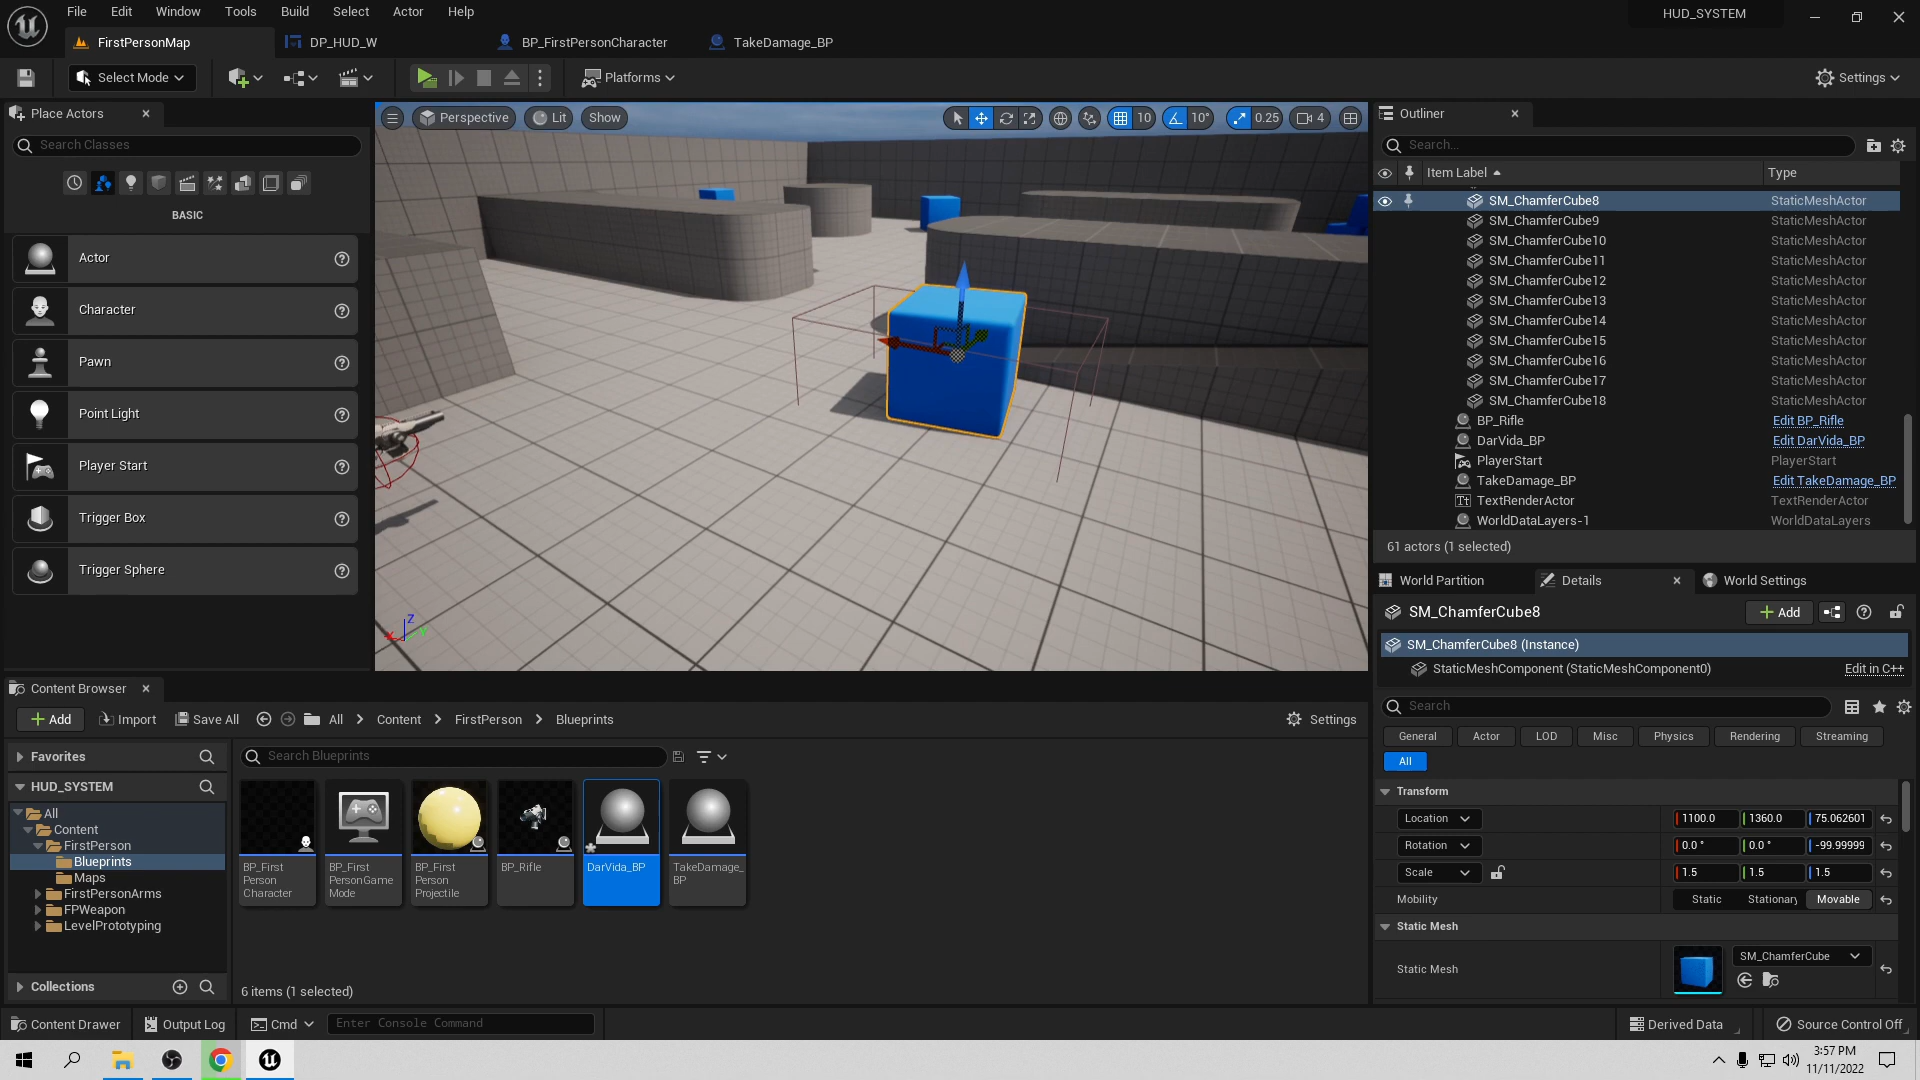 File Edit Window Tools Build Select Actor Help
HUD_SYSTEM
FirstPersonMap
DP_HUD_W
BP_FirstPersonCharacter
TakeDamage_BP
Select Mode
Platforms
Settings
Place Actors
Search Classes
BASIC
Actor
Character
Pawn
Point Light
Player Start
Trigger Box
Trigger Sphere
Perspective Lit Show
10 10° 0.25 4
Z
X Y
Outliner
Search...
Item Label Type
SM_ChamferCube8 StaticMeshActor
SM_ChamferCube9 StaticMeshActor
SM_ChamferCube10 StaticMeshActor
SM_ChamferCube11 StaticMeshActor
SM_ChamferCube12 StaticMeshActor
SM_ChamferCube13 StaticMeshActor
SM_ChamferCube14 StaticMeshActor
SM_ChamferCube15 StaticMeshActor
SM_ChamferCube16 StaticMeshActor
SM_ChamferCube17 StaticMeshActor
SM_ChamferCube18 StaticMeshActor
BP_Rifle Edit BP_Rifle
DarVida_BP Edit DarVida_BP
PlayerStart PlayerStart
TakeDamage_BP Edit TakeDamage_BP
TextRenderActor TextRenderActor
WorldDataLayers-1 WorldDataLayers
61 actors (1 selected)
World Partition Details World Settings
SM_ChamferCube8
Add
SM_ChamferCube8 (Instance)
StaticMeshComponent (StaticMeshComponent0) Edit in C++
Search
General Actor LOD Misc Physics Rendering Streaming
All
Transform
Location 1100.0 1360.0 75.062601
Rotation 0.0 ° 0.0 ° -99.99999
Scale 1.5 1.5 1.5
Mobility Static Stationary Movable
Static Mesh
Static Mesh SM_ChamferCube
Content Browser
Add Import Save All All Content FirstPerson Blueprints
Settings
Favorites
HUD_SYSTEM
All
Content
FirstPerson
Blueprints
Maps
FirstPersonArms
FPWeapon
LevelPrototyping
Collections
Search Blueprints
BP_First
Person
Character
BP_First
PersonGame
Mode
BP_First
Person
Projectile
BP_Rifle
DarVida_BP
TakeDamage_
BP
6 items (1 selected)
Content Drawer Output Log Cmd Enter Console Command
Derived Data Source Control Off
3:57 PM
11/11/2022